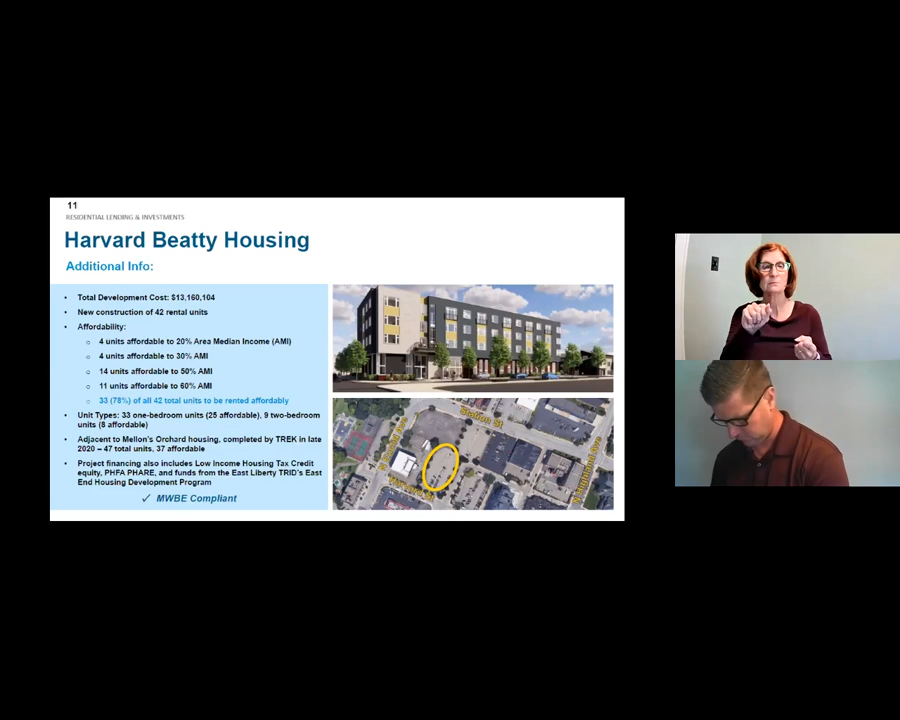 11
RESIDENTIAL LENDING & INVESTMENTS
Harvard Beatty Housing
Additional Info:
• Total Development Cost: $13,160,104
• New construction of 42 rental units
• Affordability:
o 4 units affordable to 20% Area Median Income (AMI)
o 4 units affordable to 30% AMI
o 14 units affordable to 50% AMI
o 11 units affordable to 60% AMI
o 33 (78%) of all 42 total units to be rented affordably
• Unit Types: 33 one-bedroom units (25 affordable), 9 two-bedroom
units (8 affordable)
• Adjacent to Mellon's Orchard housing, completed by TREK in late
2020 – 47 total units, 37 affordable
• Project financing also includes Low Income Housing Tax Credit
equity, PHFA PHARE, and funds from the East Liberty TRID's East
End Housing Development Program
✓ MWBE Compliant
Station St